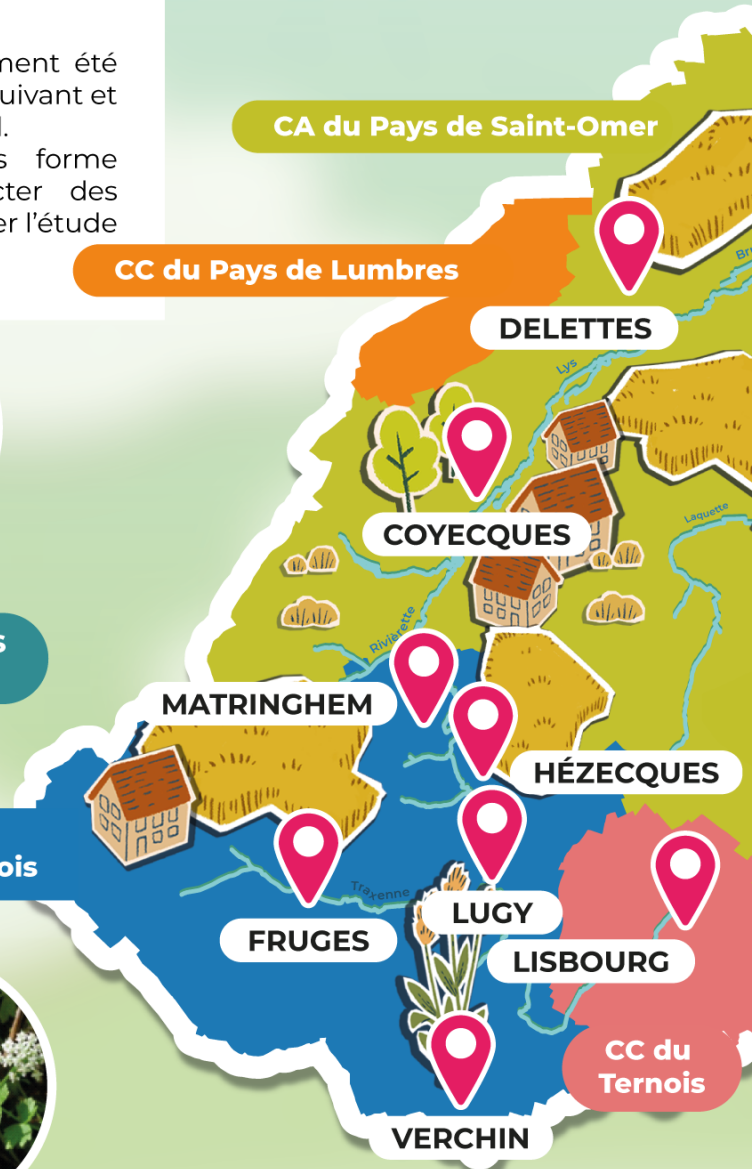 ment été
uivant et
l.
s forme
cter des
er l'étude
CA du Pays de Saint-Omer
CC du Pays de Lumbres
DELETTES
Lys
COYECQUES
Laquette
Rivièrette
s
MATRINGHEM
HÉZECQUES
ois
Traxenne
LUGY
FRUGES
LISBOURG
CC du
Ternois
VERCHIN